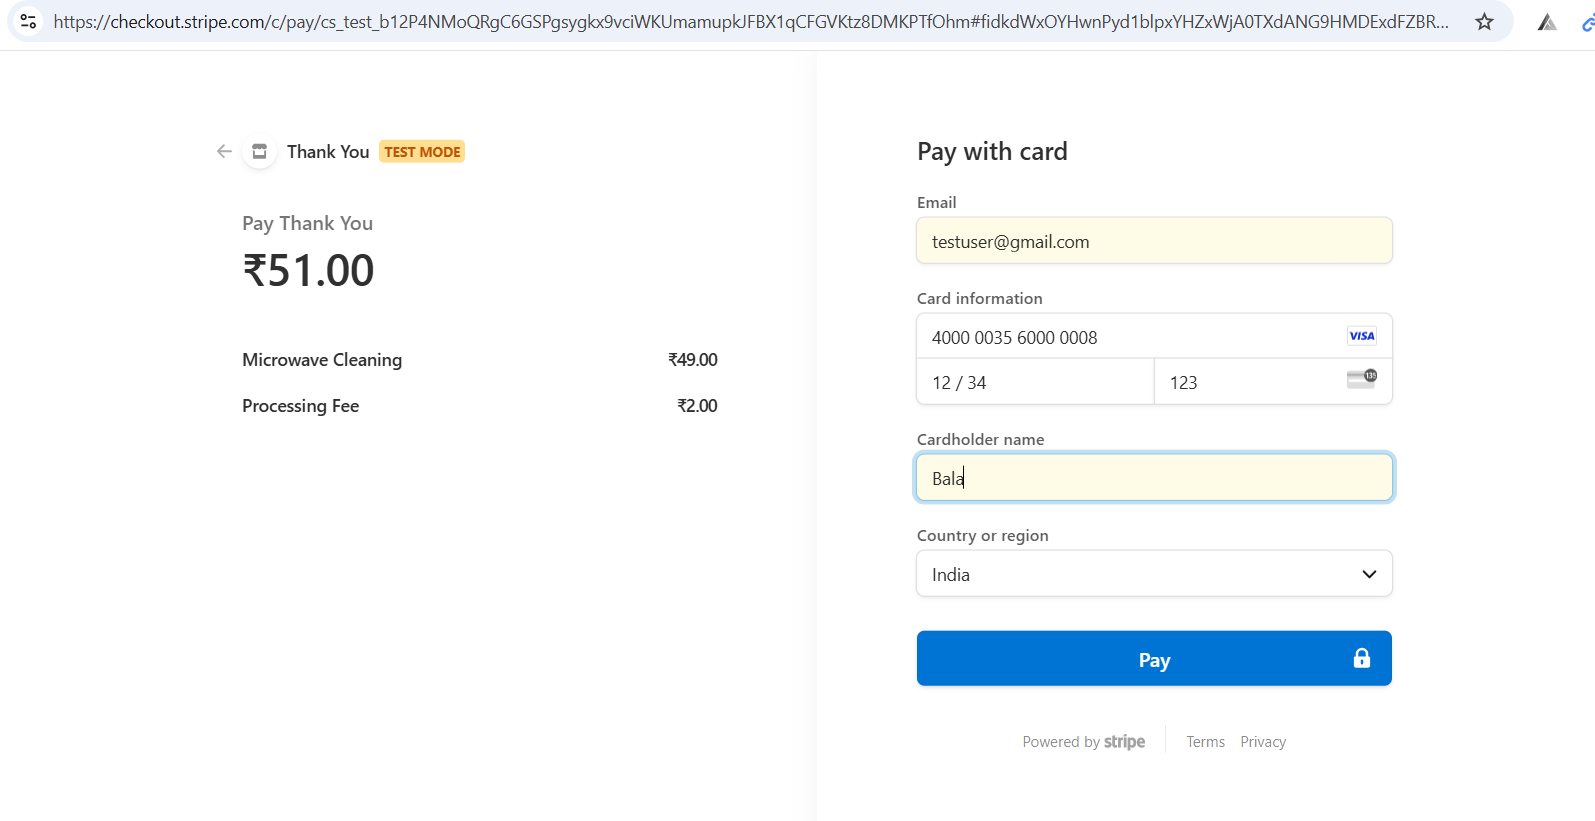 https://checkout.stripe.com/c/pay/cs_test_b12P4NMoQRgC6GSPgsygkx9vciWKUmamupkJFBX1qCFGVKtz8DMKPTfOhm#fidkdWxOYHwnPyd1blpxYHZxWjA0TXdANG9HMDExdFZBR...
Thank You TEST MODE
Pay Thank You
₹51.00
Microwave Cleaning ₹49.00
Processing Fee ₹2.00
Pay with card
Email
testuser@gmail.com
Card information
4000 0035 6000 0008 VISA
12 / 34 123 135
Cardholder name
Bala
Country or region
India
Pay
Powered by stripe Terms Privacy